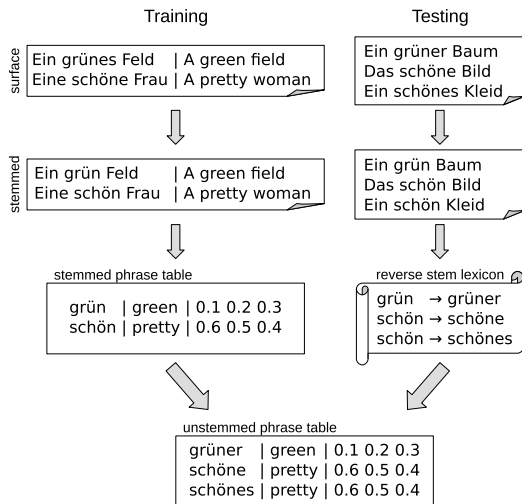 Training
surface
Ein grünes Feld | A green field
Eine schöne Frau | A pretty woman
stemmed
Ein grün Feld | A green field
Eine schön Frau | A pretty woman
stemmed phrase table
grün | green | 0.1 0.2 0.3
schön | pretty | 0.6 0.5 0.4
Testing
Ein grüner Baum
Das schöne Bild
Ein schönes Kleid
Ein grün Baum
Das schön Bild
Ein schön Kleid
reverse stem lexicon
grün → grüner
schön → schöne
schön → schönes
unstemmed phrase table
grüner | green | 0.1 0.2 0.3
schöne | pretty | 0.6 0.5 0.4
schönes | pretty | 0.6 0.5 0.4